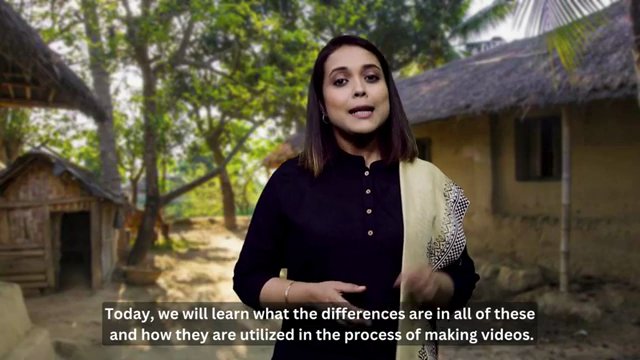 Today, we will learn what the differences are in all of these
and how they are utilized in the process of making videos.